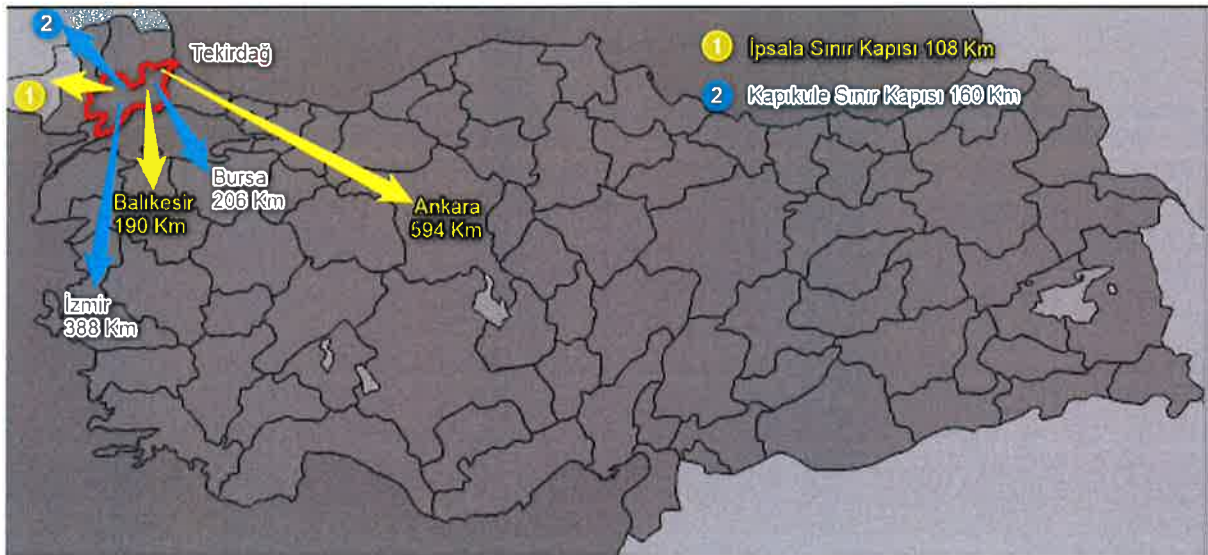 2
Tekirdağ
1 İpsala Sınır Kapısı 108 Km
1
2 Kapıkule Sınır Kapısı 160 Km
Bursa
206 Km
Balıkesir
190 Km
Ankara
594 Km
İzmir
388 Km